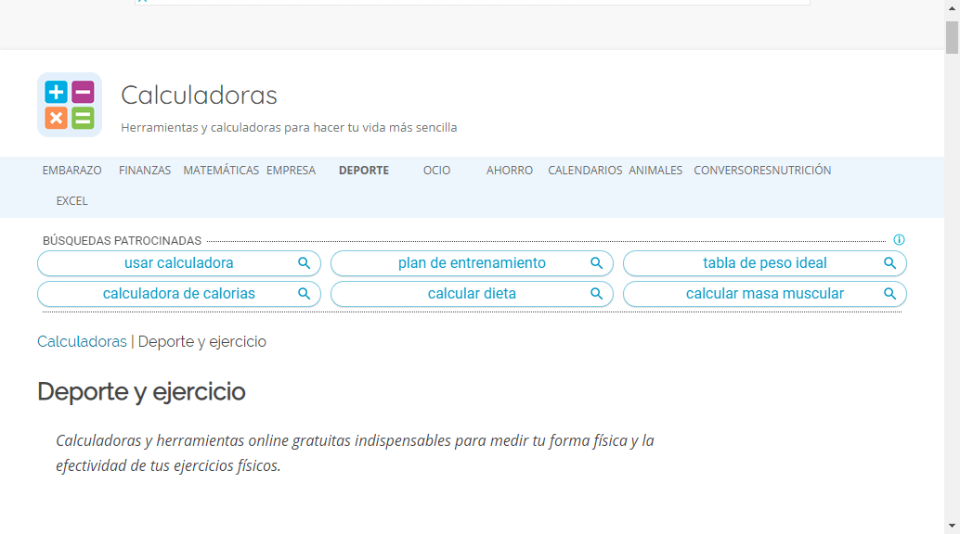 Calculadoras
Herramientas y calculadoras para hacer tu vida más sencilla
EMBARAZO FINANZAS MATEMÁTICAS EMPRESA DEPORTE OCIO AHORRO CALENDARIOS ANIMALES CONVERSORES NUTRICIÓN
EXCEL
BÚSQUEDAS PATROCINADAS
usar calculadora plan de entrenamiento tabla de peso ideal
calculadora de calorias calcular dieta calcular masa muscular
Calculadoras | Deporte y ejercicio
Deporte y ejercicio
Calculadoras y herramientas online gratuitas indispensables para medir tu forma física y la
efectividad de tus ejercicios físicos.